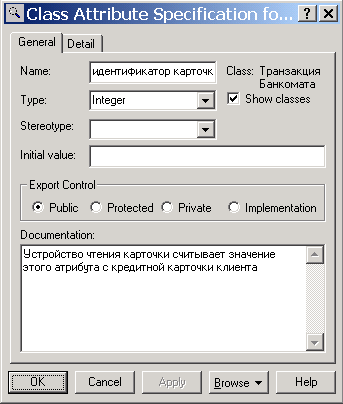 Class Attribute Specification fo...
General Detail
Name: идентификатор карточк Class: Транзакция
Банкомата
Type: Integer Show classes
Stereotype:
Initial value:
Export Control
Public Protected Private Implementation
Documentation:
Устройство чтения карточки считывает значение
этого атрибута с кредитной карточки клиента
OK Cancel Apply Browse Help